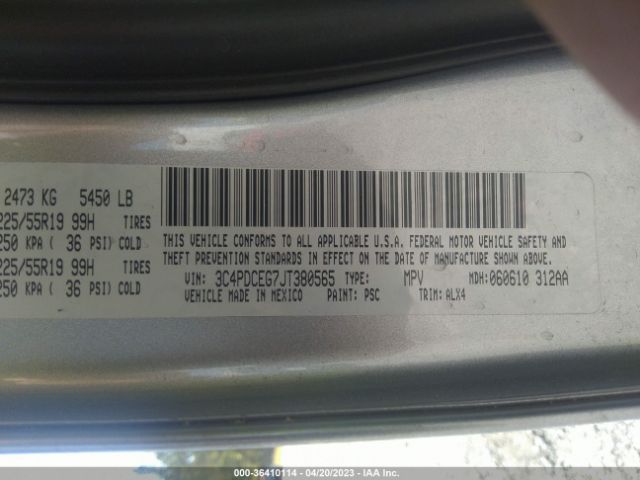 2473 KG 5450 LB
225/55R19 99H TIRES
250 KPA ( 36 PSI) COLD
225/55R19 99H TIRES
250 KPA ( 36 PSI) COLD
THIS VEHICLE CONFORMS TO ALL APPLICABLE U.S.A. FEDERAL MOTOR VEHICLE SAFETY AND
THEFT PREVENTION STANDARDS IN EFFECT ON THE DATE OF MANUFACTURE SHOWN ABOVE.
VIN: 3C4PDCEG7JT380565 TYPE: MPV MDH: 060610 312AA
VEHICLE MADE IN MEXICO PAINT: PSC TRIM: ALX4
000-36410114 - 04/20/2023 - IAA Inc.